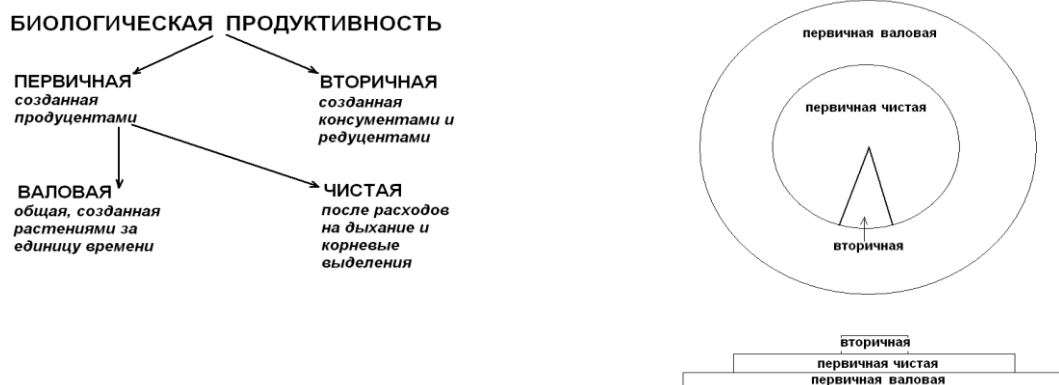 БИОЛОГИЧЕСКАЯ ПРОДУКТИВНОСТЬ
ПЕРВИЧНАЯ
созданная
продуцентами
ВТОРИЧНАЯ
созданная
консументами и
редуцентами
ВАЛОВАЯ
общая, созданная
растениями за
единицу времени
ЧИСТАЯ
после расходов
на дыхание и
корневые
выделения
первичная валовая
первичная чистая
вторичная
вторичная
первичная чистая
первичная валовая